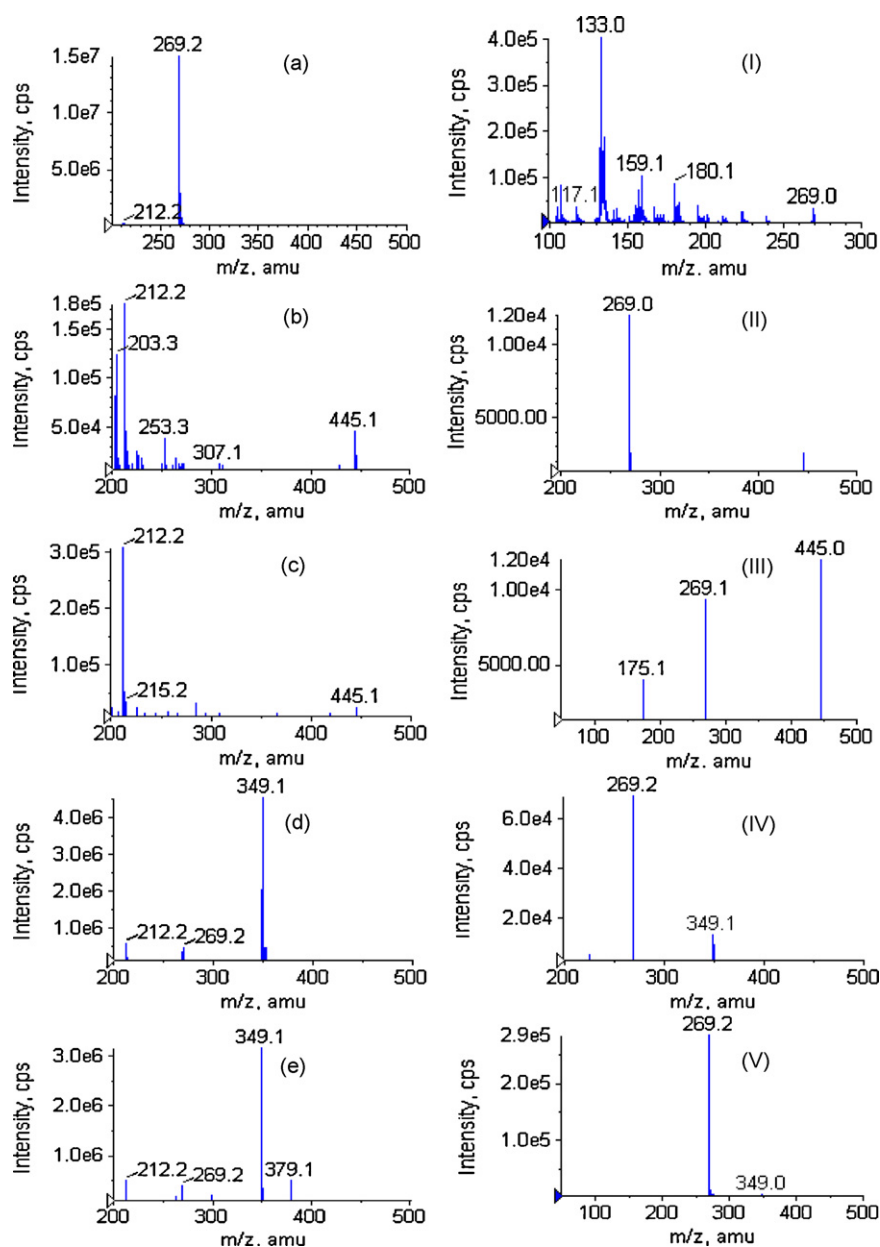 269.2
(a)
1.5e7
1.0e7
5.0e6
212.2
250 300 350 400 450 500
m/z, amu
Intensity, cps
133.0
(I)
4.0e5
3.0e5
2.0e5
1.0e5
117.1
159.1
180.1
269.0
100 150 200 250 300
m/z, amu
Intensity, cps
212.2
(b)
1.8e5
1.5e5
1.0e5
5.0e4
203.3
253.3
307.1
445.1
200 300 400 500
m/z, amu
Intensity, cps
269.0
(II)
1.20e4
1.00e4
5000.00
200 300 400 500
m/z, amu
Intensity, cps
212.2
(c)
3.0e5
2.0e5
1.0e5
215.2
445.1
200 300 400 500
m/z, amu
Intensity, cps
445.0
(III)
1.20e4
1.00e4
5000.00
269.1
175.1
100 200 300 400 500
m/z. amu
Intensity, cps
349.1
(d)
4.0e6
3.0e6
2.0e6
1.0e6
212.2
269.2
200 300 400 500
m/z, amu
Intensity, cps
269.2
(IV)
6.0e4
4.0e4
2.0e4
349.1
200 300 400 500
m/z, amu
Intensity, cps
349.1
(e)
3.0e6
2.0e6
1.0e6
212.2
269.2
379.1
200 300 400 500
m/z, amu
Intensity, cps
269.2
(V)
2.9e5
1.0e5
349.0
100 200 300 400 500
m/z, amu
Intensity, cps